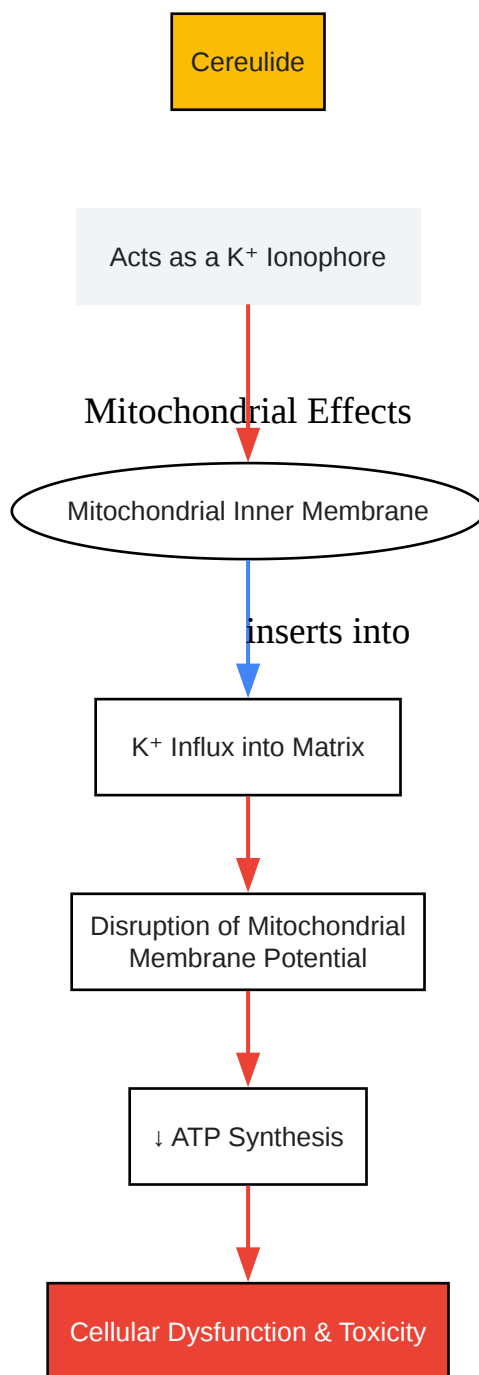 Cereulide
Acts as a K⁺ Ionophore
Mitochondrial Effects
Mitochondrial Inner Membrane
inserts into
K⁺ Influx into Matrix
Disruption of Mitochondrial
Membrane Potential
↓ ATP Synthesis
Cellular Dysfunction & Toxicity